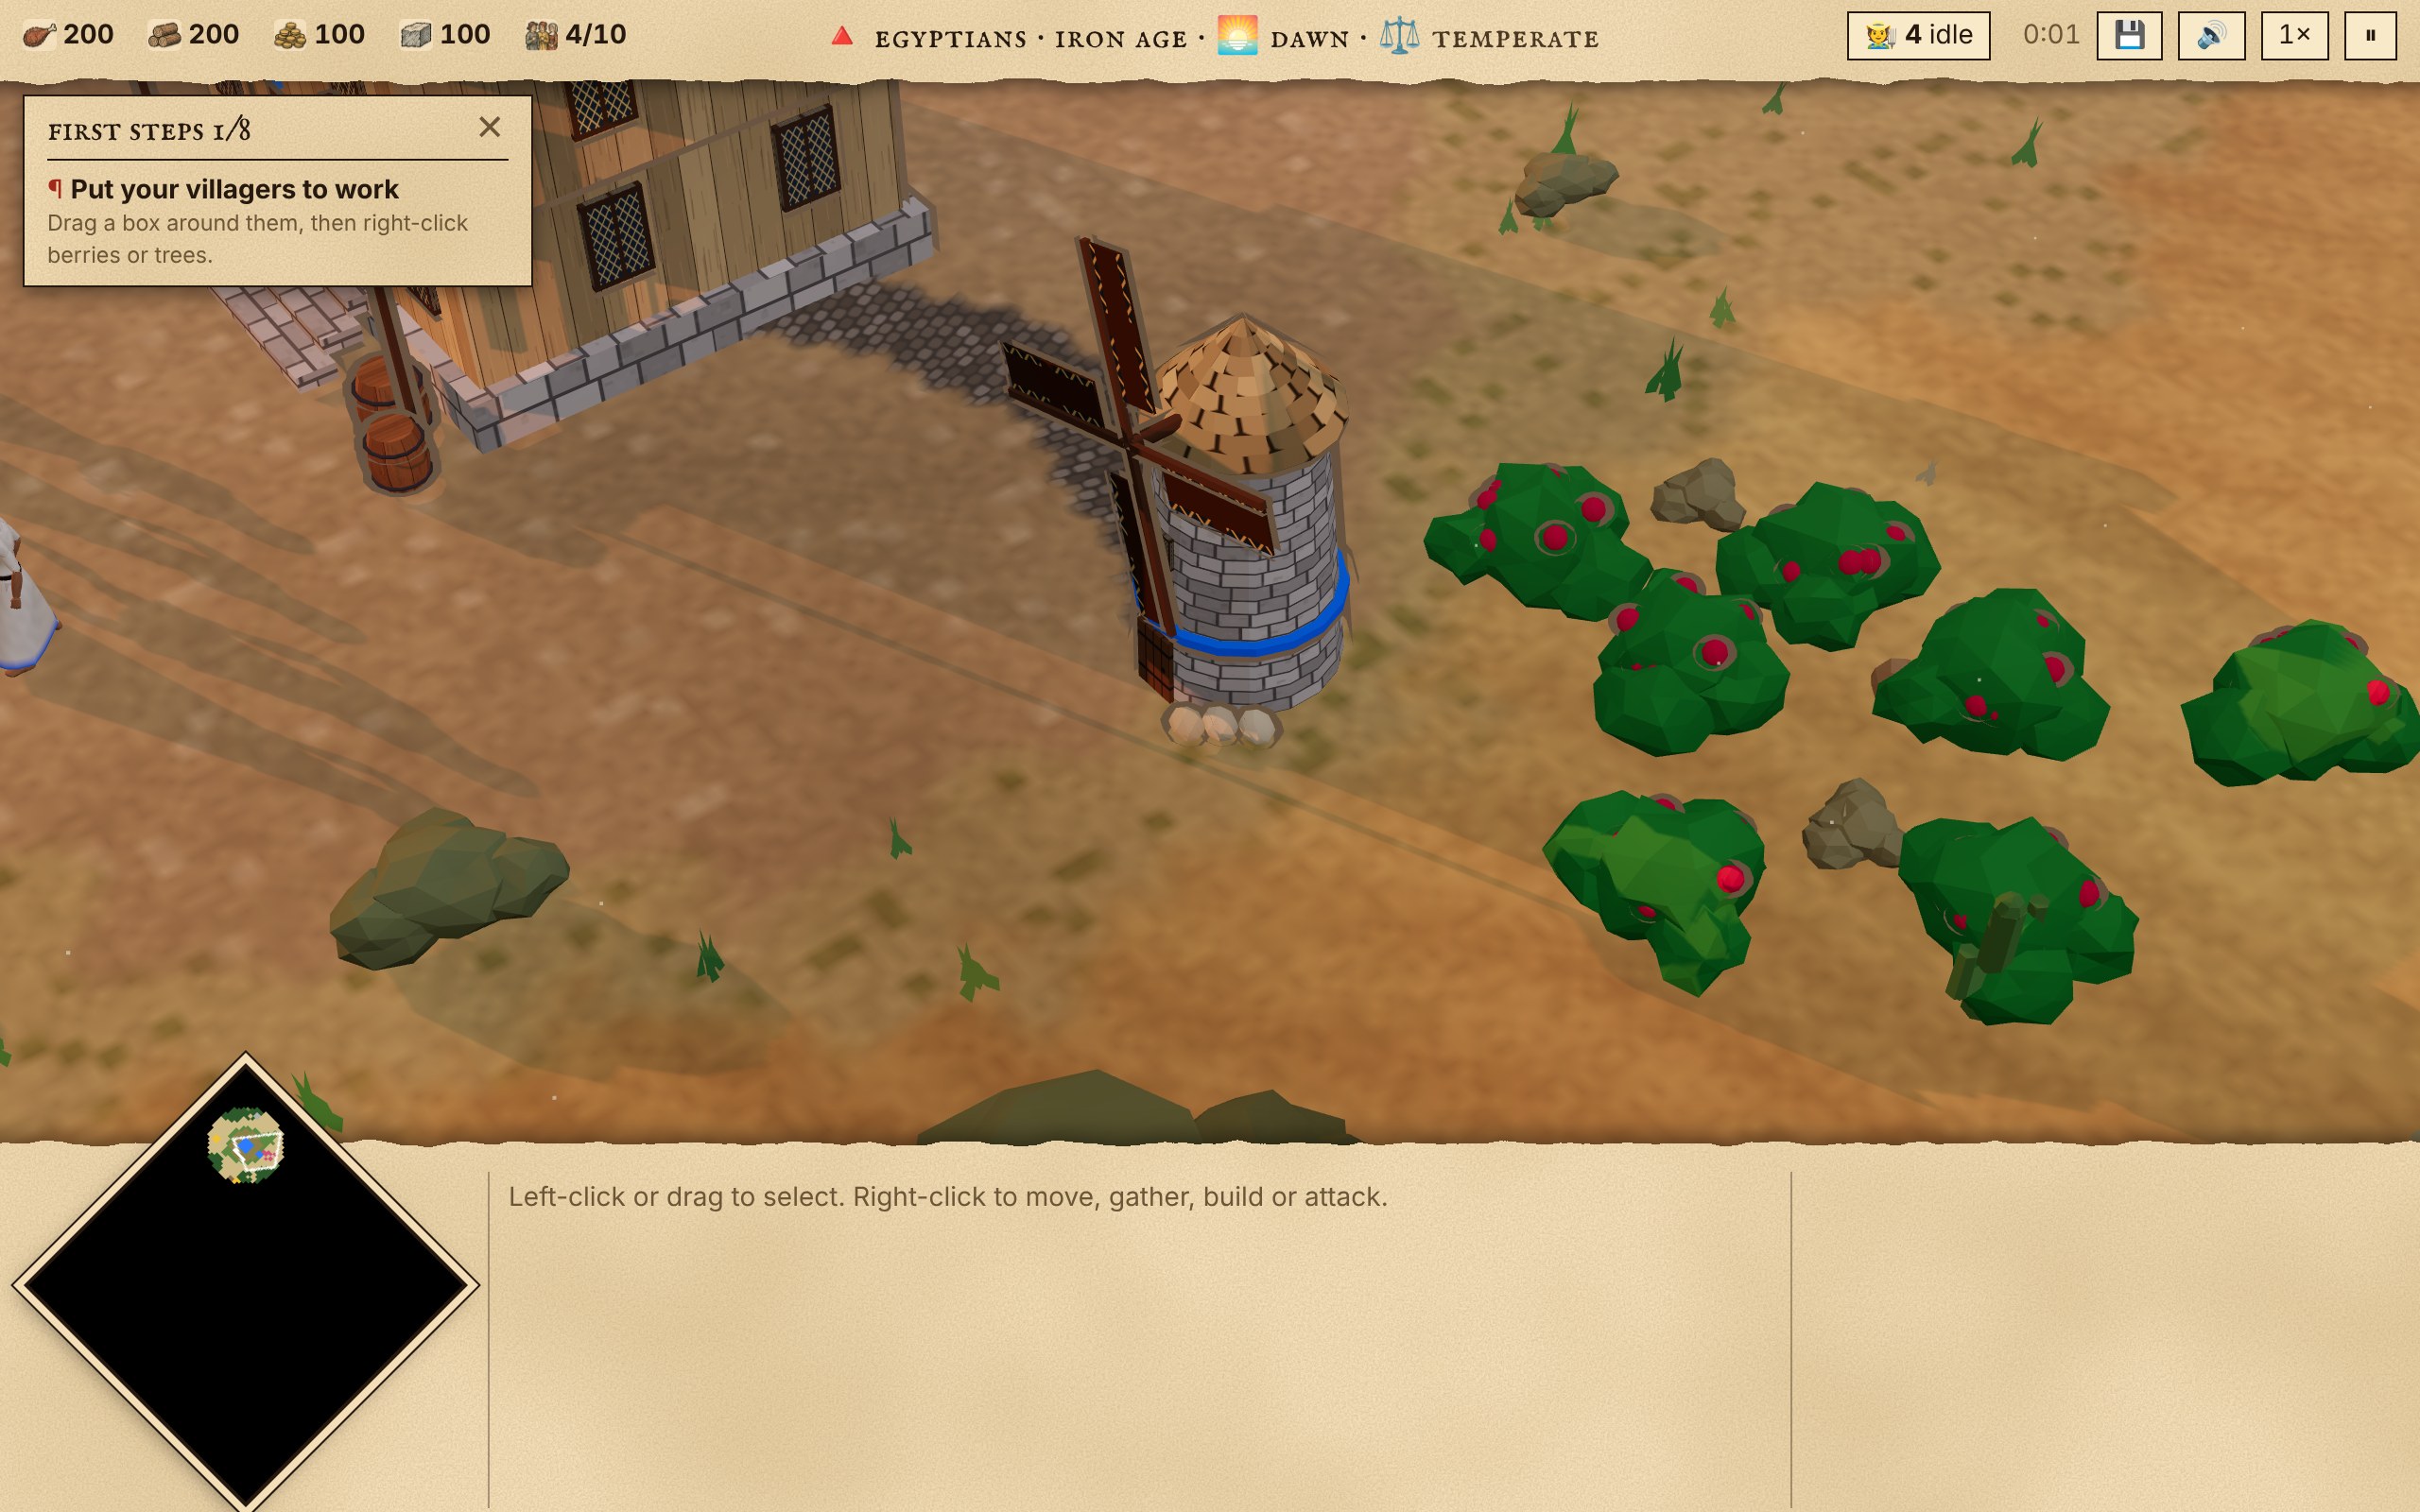 200 200 100 100 4/10
EGYPTIANS · IRON AGE · DAWN · TEMPERATE
4 idle 0:01 1×
FIRST STEPS 1/8
¶ Put your villagers to work
Drag a box around them, then right-click
berries or trees.
Left-click or drag to select. Right-click to move, gather, build or attack.